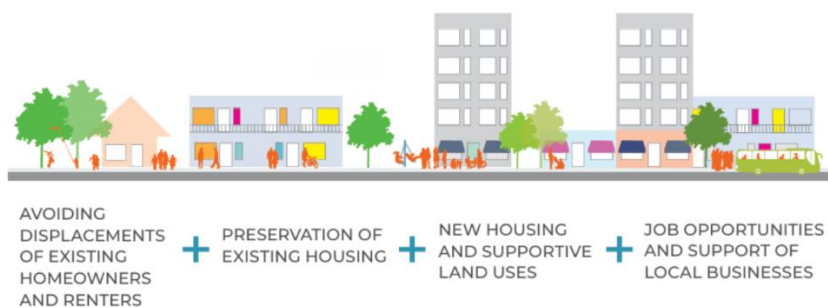 AVOIDING
DISPLACEMENTS
OF EXISTING
HOMEOWNERS
AND RENTERS
+
PRESERVATION OF
EXISTING HOUSING
+
NEW HOUSING
AND SUPPORTIVE
LAND USES
+
JOB OPPORTUNITIES
AND SUPPORT OF
LOCAL BUSINESSES